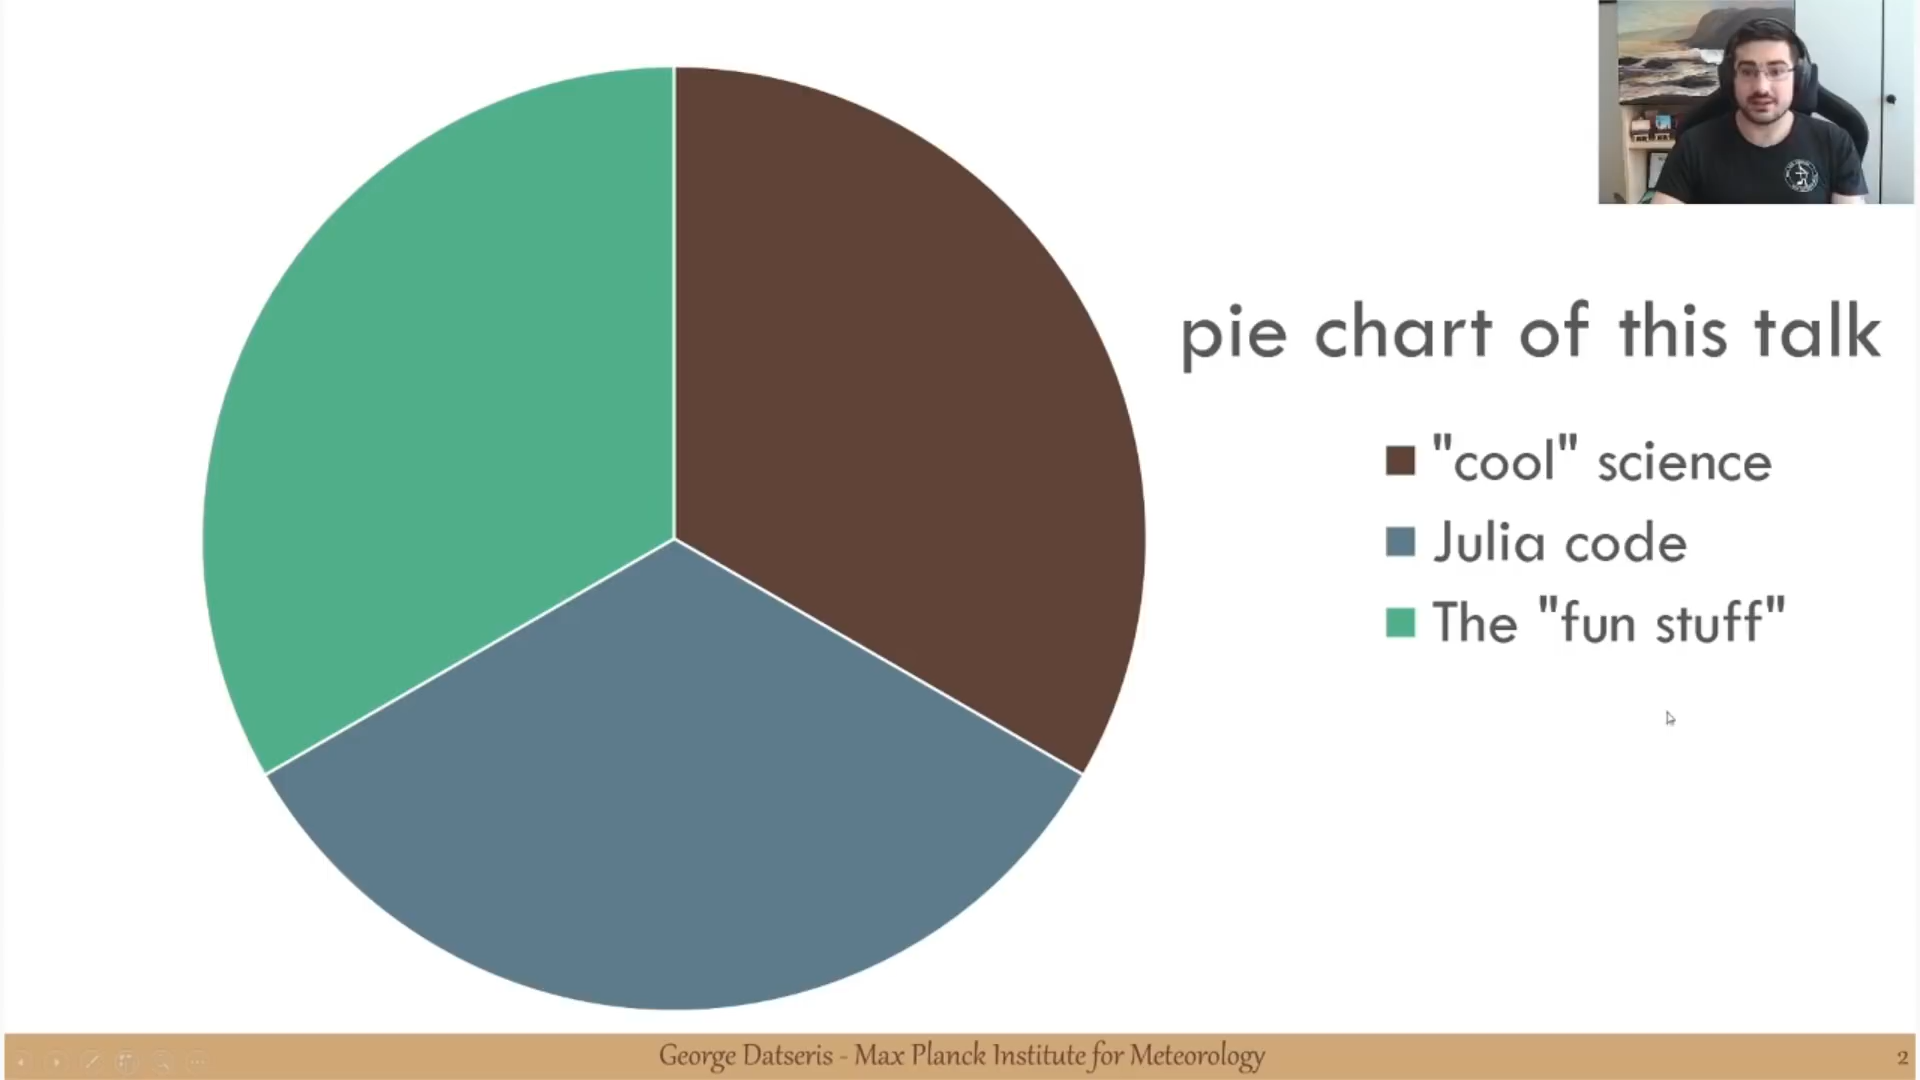 pie chart of this talk
"cool" science
Julia code
The "fun stuff"
George Datseris - Max Planck Institute for Meteorology
2